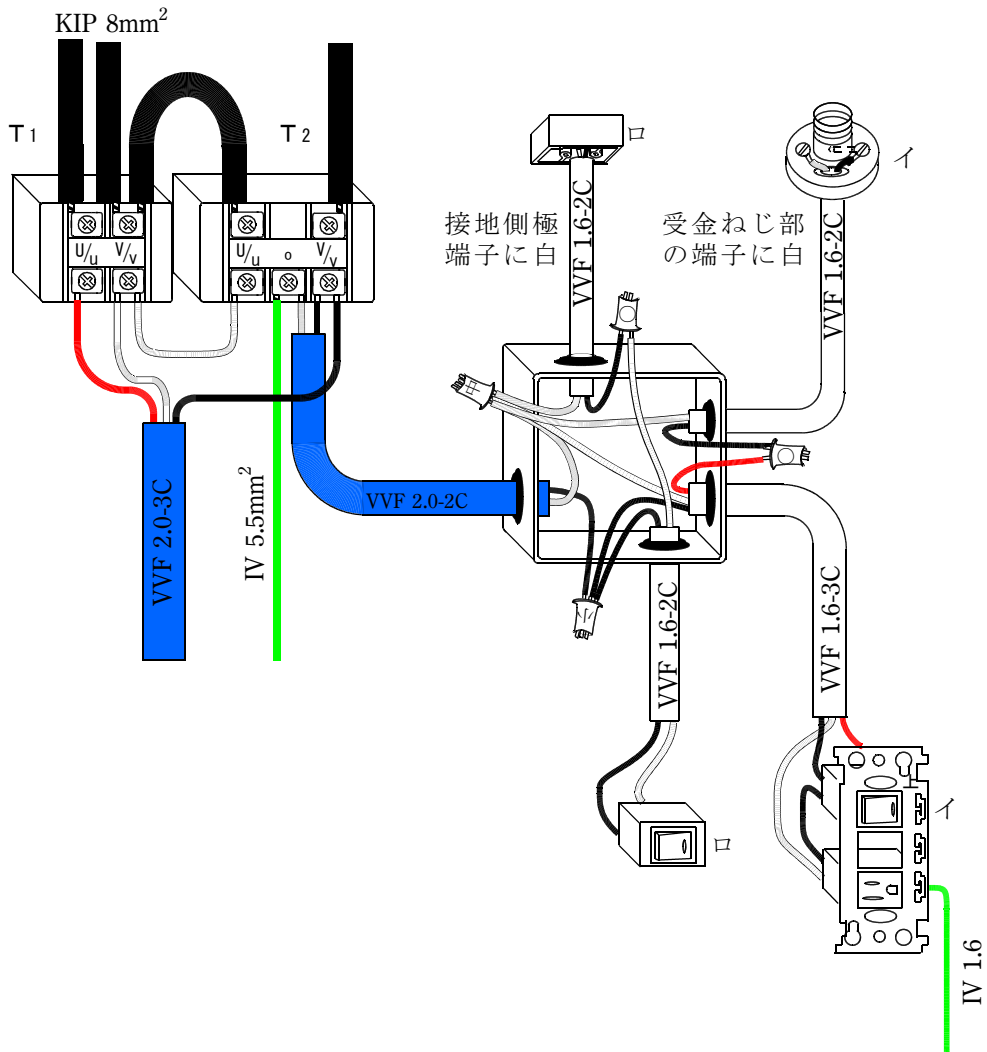 KIP 8mm²
T1
T2
U/u
V/v
U/u
o
V/v
ロ
イ
接地側極
端子に白
受金ねじ部
の端子に白
VVF 1.6-2C
VVF 1.6-2C
○
中
○
小
VVF 2.0-2C
VVF 2.0-3C
IV 5.5mm²
VVF 1.6-2C
VVF 1.6-3C
ロ
イ
IV 1.6